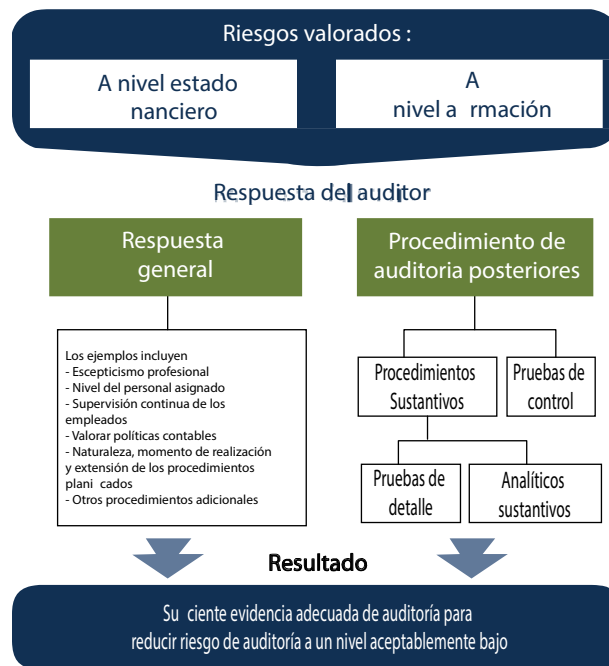 Riesgos valorados :
A nivel estado
nanciero
A
nivel a rmación
Respuesta del auditor
Respuesta
general
Procedimiento de
auditoria posteriores
Los ejemplos incluyen
- Escepticismo profesional
- Nivel del personal asignado
- Supervisión continua de los
empleados
- Valorar políticas contables
- Naturaleza, momento de realización
y extensión de los procedimientos
plani cados
- Otros procedimientos adicionales
Procedimientos
Sustantivos
Pruebas de
control
Pruebas de
detalle
Analíticos
sustantivos
Resultado
Su ciente evidencia adecuada de auditoría para
reducir riesgo de auditoría a un nivel aceptablemente bajo